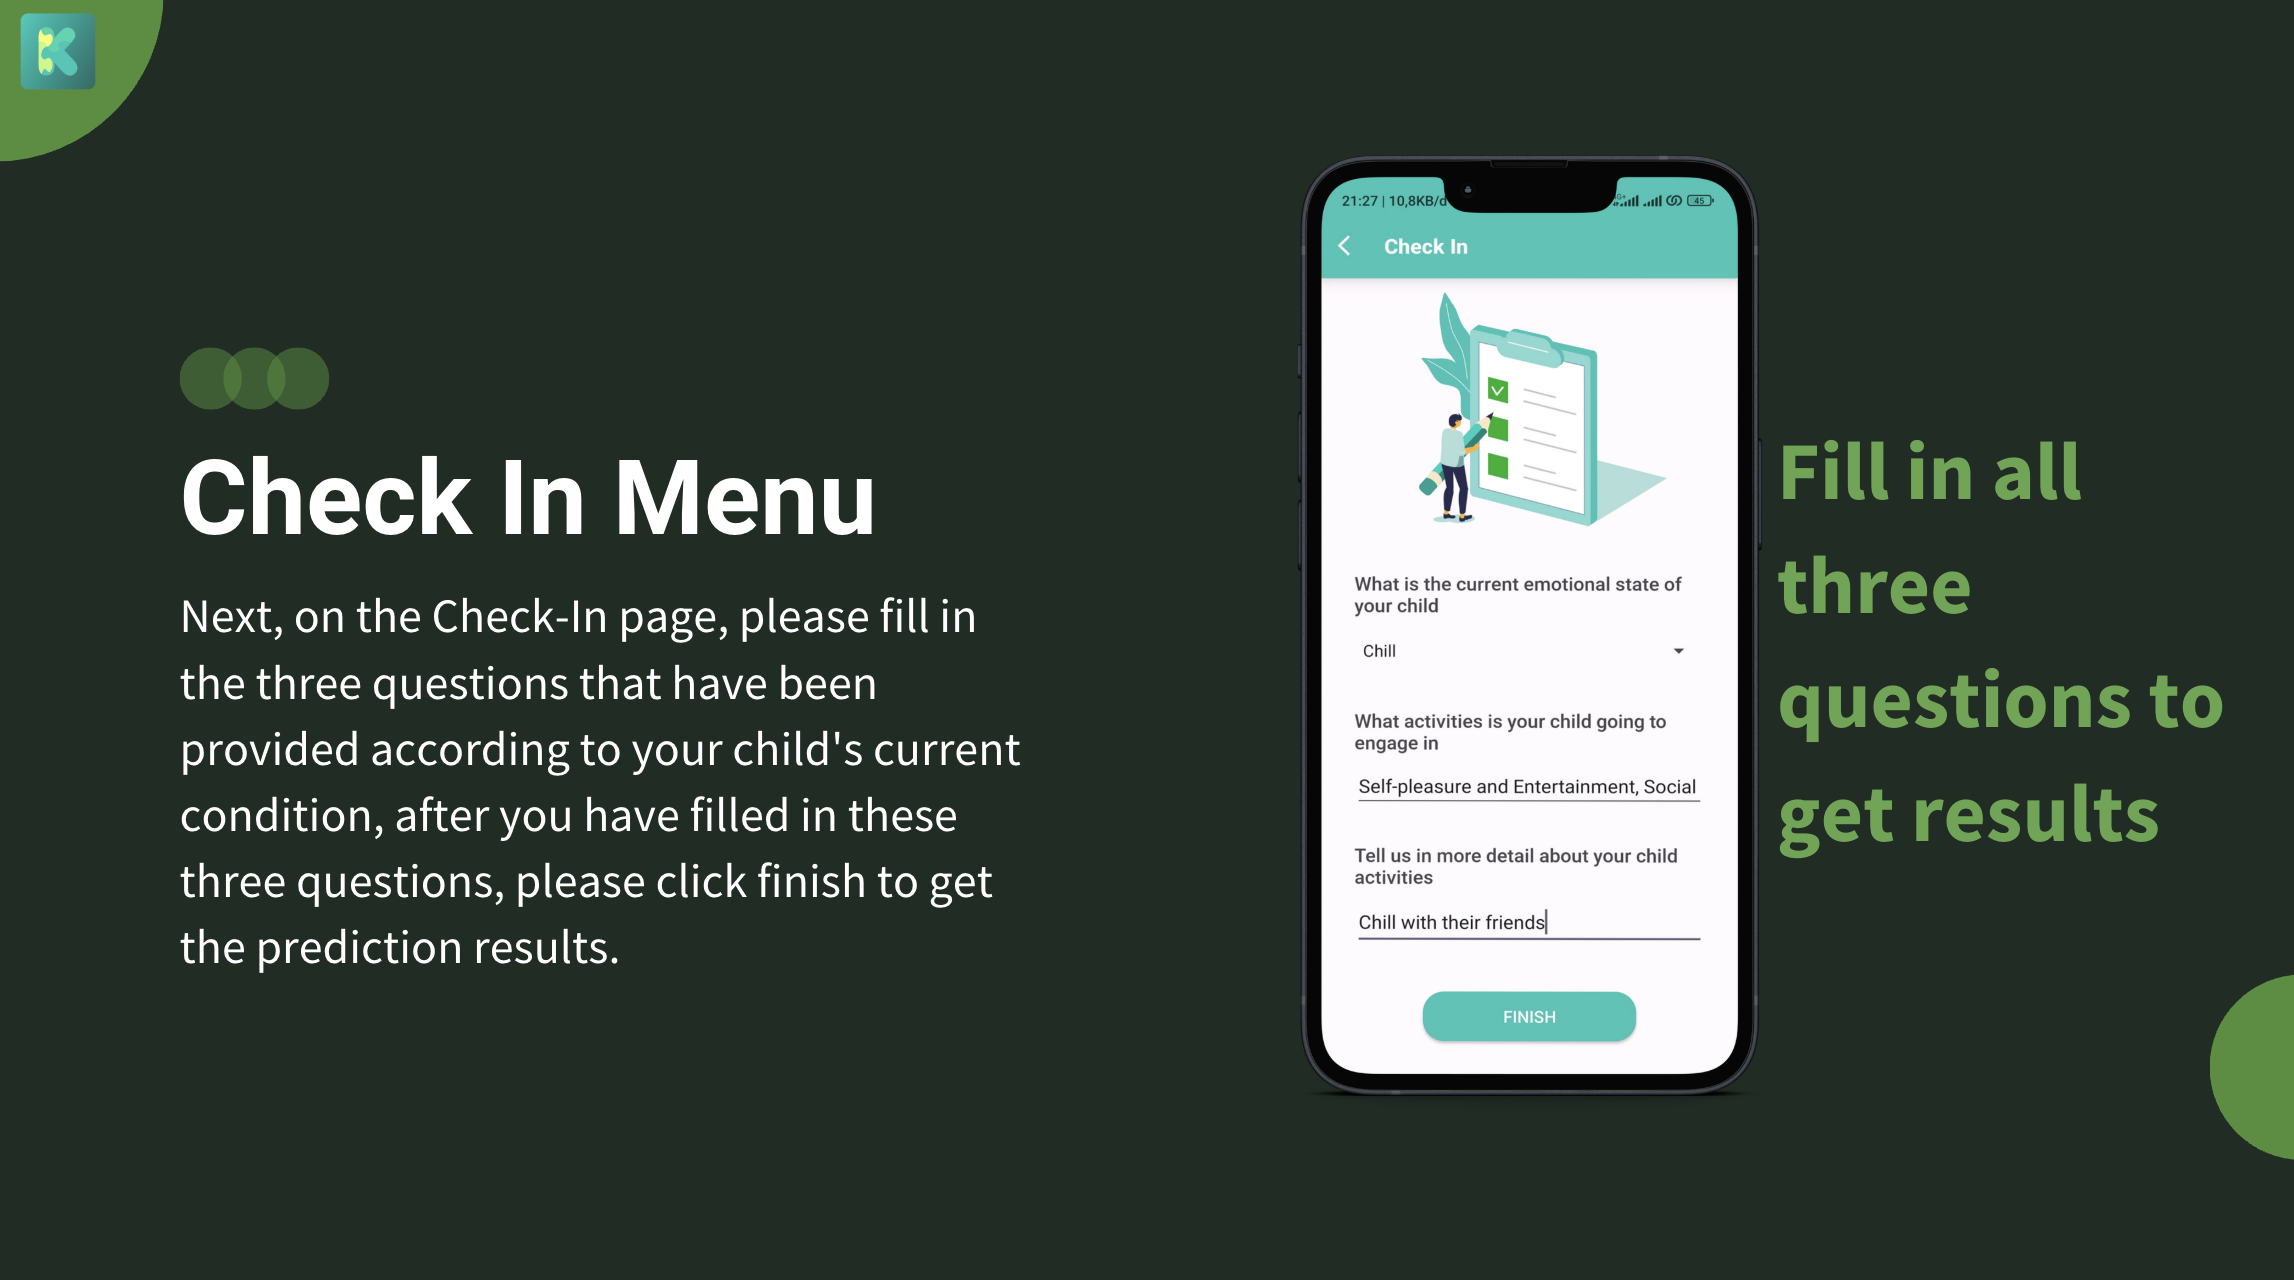 Check In Menu
Next, on the Check-In page, please fill in
the three questions that have been
provided according to your child's current
condition, after you have filled in these
three questions, please click finish to get
the prediction results.
21:27 | 10,8KB/d
45
Check In
What is the current emotional state of
your child
Chill
What activities is your child going to
engage in
Self-pleasure and Entertainment, Social
Tell us in more detail about your child
activities
Chill with their friends
FINISH
Fill in all
three
questions to
get results